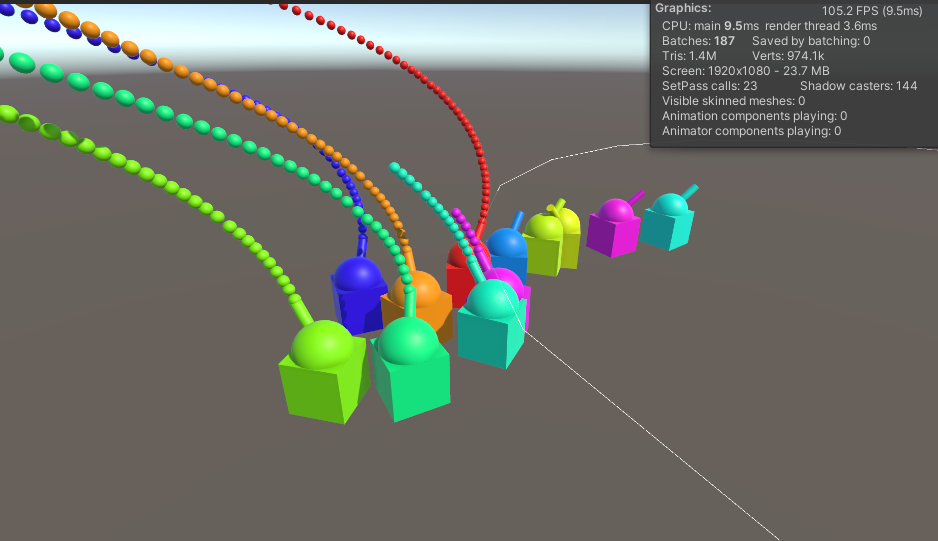 Graphics: 105.2 FPS (9.5ms)
CPU: main 9.5ms render thread 3.6ms
Batches: 187 Saved by batching: 0
Tris: 1.4M Verts: 974.1k
Screen: 1920x1080 - 23.7 MB
SetPass calls: 23 Shadow casters: 144
Visible skinned meshes: 0
Animation components playing: 0
Animator components playing: 0